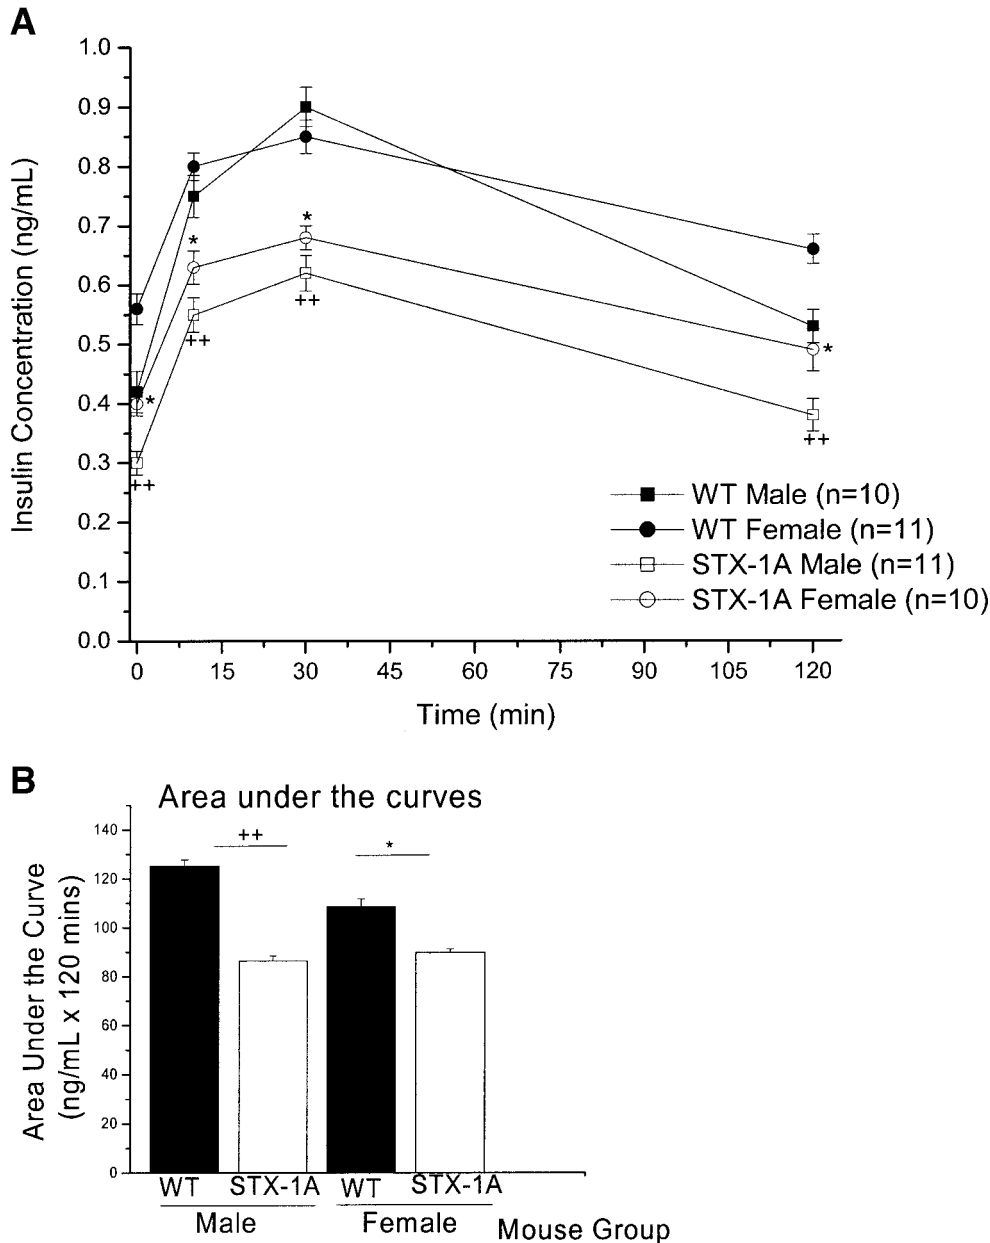 A
1.0
0.9
0.8
0.7
0.6
0.5
0.4
0.3
0.2
0.1
0.0
Insulin Concentration (ng/mL)
*
*
++
++
*
*
++
++
WT Male (n=10)
WT Female (n=11)
STX-1A Male (n=11)
STX-1A Female (n=10)
0 15 30 45 60 75 90 105 120
Time (min)
B
Area under the curves
140
120
100
80
60
40
20
0
Area Under the Curve
(ng/mL x 120 mins)
++
*
WT STX-1A WT STX-1A
Male Female
Mouse Group